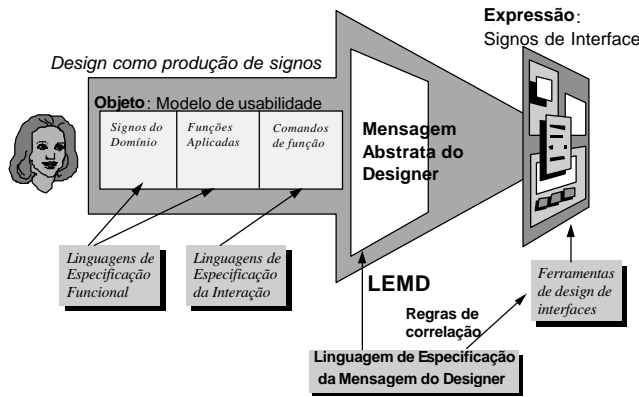 Expressão:
Signos de Interface
Design como produção de signos
Objeto: Modelo de usabilidade
Signos do
Domínio
Funções
Aplicadas
Comandos
de função
Mensagem
Abstrata do
Designer
Linguagens de
Especificação
Funcional
Linguagens de
Especificação
da Interação
LEMD
Regras de
correlação
Ferramentas
de design de
interfaces
Linguagem de Especificação
da Mensagem do Designer